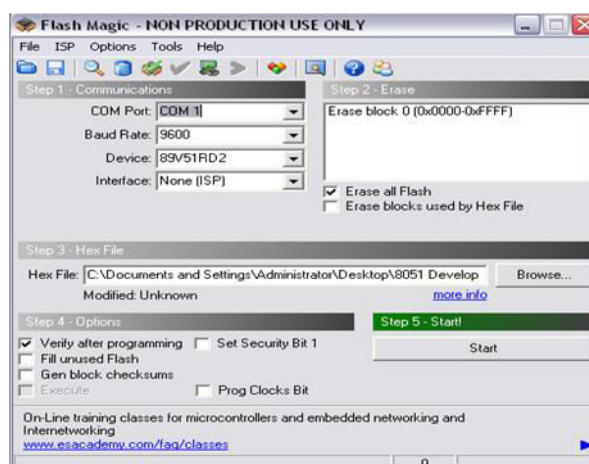 Flash Magic - NON PRODUCTION USE ONLY
File ISP Options Tools Help
Step 1 - Communications
COM Port: COM 1
Baud Rate: 9600
Device: 89V51RD2
Interface: None (ISP)
Step 2 - Erase
Erase block 0 (0x0000-0xFFFF)
Erase all Flash
Erase blocks used by Hex File
Step 3 - Hex File
Hex File: C:\Documents and Settings\Administrator\Desktop\8051 Develop Browse...
Modified: Unknown more info
Step 4 - Options
Verify after programming Set Security Bit 1
Fill unused Flash
Gen block checksums
Execute Prog Clocks Bit
Step 5 - Start!
Start
On-Line training classes for microcontrollers and embedded networking and
Internetworking
www.esacademy.com/faq/classes
0